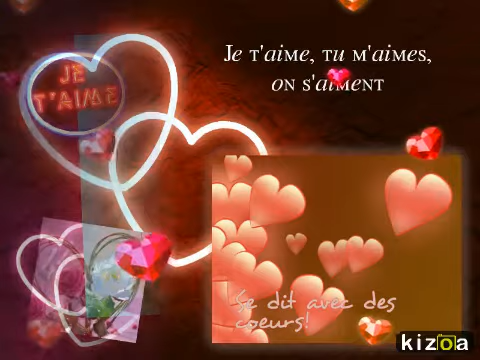 JE
T'AIME
Je t'aime, tu m'aimes,
on s'aiment
Se dit avec des
coeurs!
kizoa